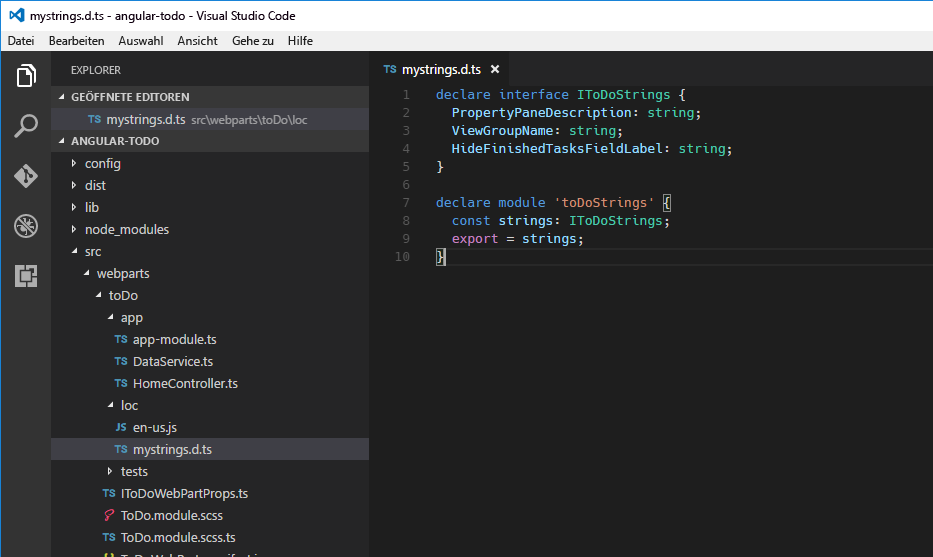 mystrings.d.ts - angular-todo - Visual Studio Code
Datei Bearbeiten Auswahl Ansicht Gehe zu Hilfe
EXPLORER
GEÖFFNETE EDITOREN
TS mystrings.d.ts src\webparts\toDo\loc
ANGULAR-TODO
config
dist
lib
node_modules
src
webparts
toDo
app
TS app-module.ts
TS DataService.ts
TS HomeController.ts
loc
JS en-us.js
TS mystrings.d.ts
tests
TS IToDoWebPartProps.ts
ToDo.module.scss
TS ToDo.module.scss.ts
TS mystrings.d.ts ×
1 declare interface IToDoStrings {
2 PropertyPaneDescription: string;
3 ViewGroupName: string;
4 HideFinishedTasksFieldLabel: string;
5 }
6
7 declare module 'toDoStrings' {
8 const strings: IToDoStrings;
9 export = strings;
10 }